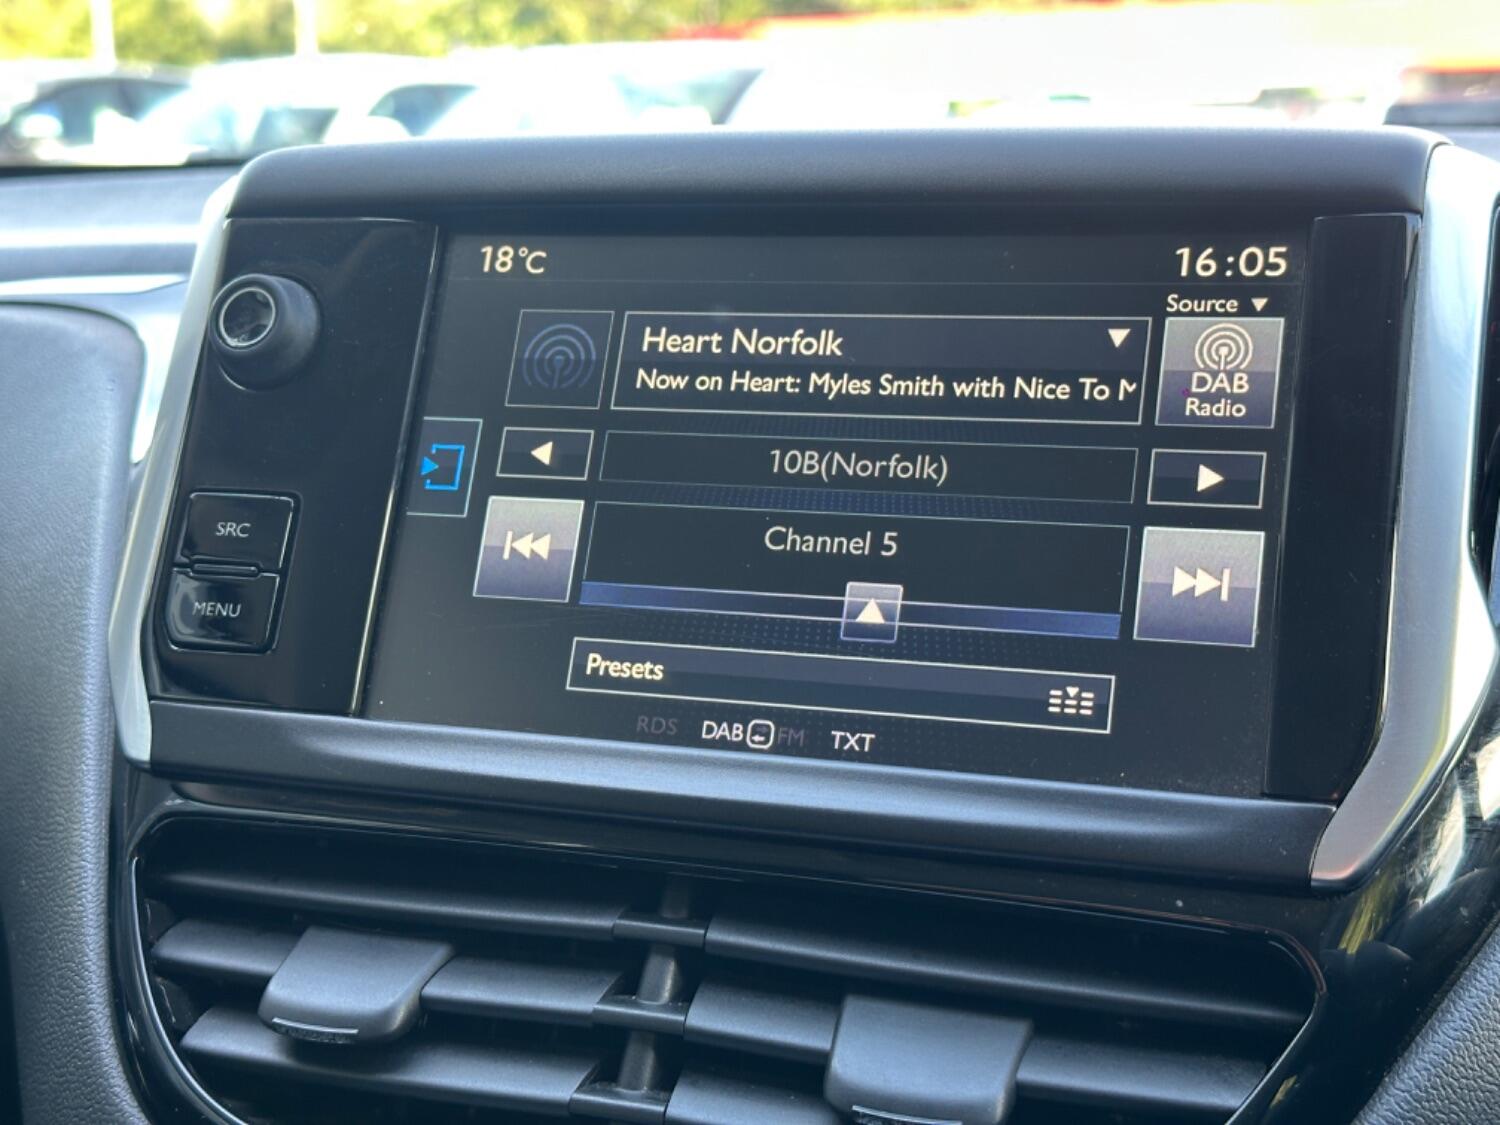 18°C
16:05
Source
Heart Norfolk
Now on Heart: Myles Smith with Nice To
DAB
Radio
10B(Norfolk)
SRC
Channel 5
MENU
Presets
RDS DAB FM TXT